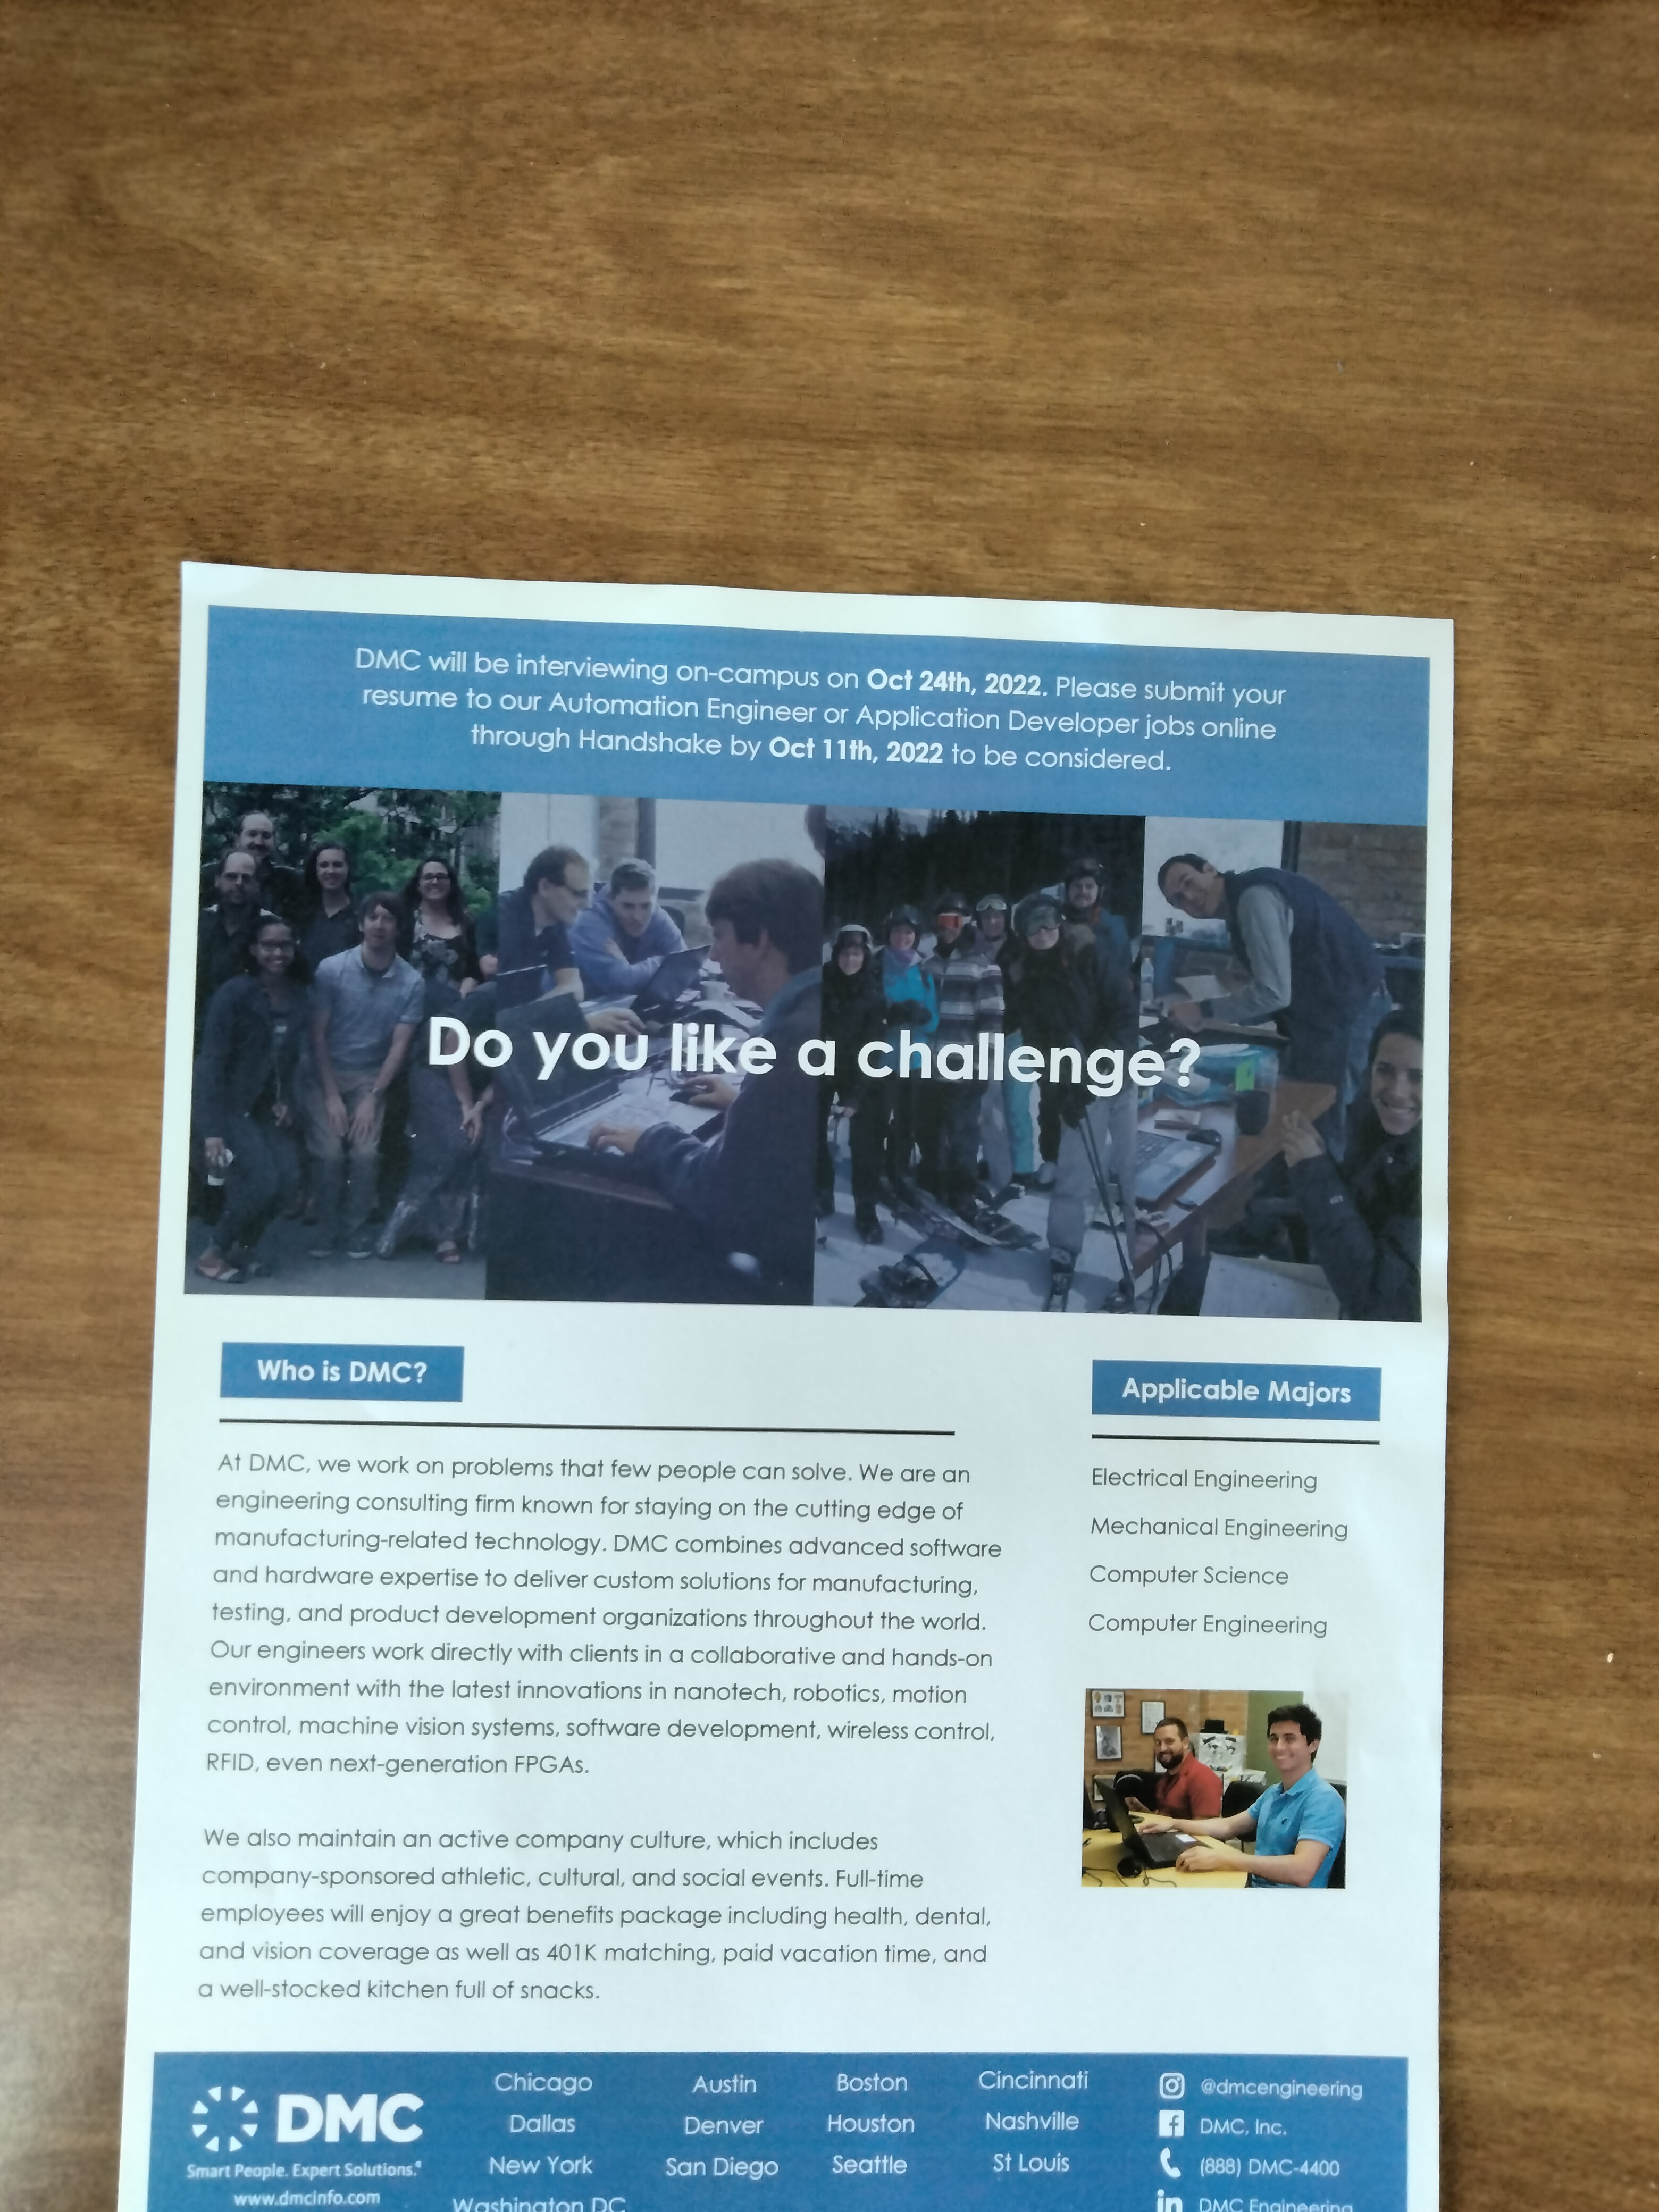 DMC will be interviewing on-campus on Oct 24th, 2022. Please submit your
resume to our Automation Engineer or Application Developer jobs online
through Handshake by Oct 11th, 2022 to be considered.
Do you like a challenge?
Who is DMC?
At DMC, we work on problems that few people can solve. We are an
engineering consulting firm known for staying on the cutting edge of
manufacturing-related technology. DMC combines advanced software
and hardware expertise to deliver custom solutions for manufacturing,
testing, and product development organizations throughout the world.
Our engineers work directly with clients in a collaborative and hands-on
environment with the latest innovations in nanotech, robotics, motion
control, machine vision systems, software development, wireless control,
RFID, even next-generation FPGAs.
We also maintain an active company culture, which includes
company-sponsored athletic, cultural, and social events. Full-time
employees will enjoy a great benefits package including health, dental,
and vision coverage as well as 401K matching, paid vacation time, and
a well-stocked kitchen full of snacks.
Applicable Majors
Electrical Engineering
Mechanical Engineering
Computer Science
Computer Engineering
DMC
Smart People. Expert Solutions.®
www.dmcinfo.com
Chicago
Dallas
New York
Washington DC
Austin
Denver
San Diego
Boston
Houston
Seattle
Cincinnati
Nashville
St Louis
@dmcengineering
DMC, Inc.
(888) DMC-4400
DMC Engineering